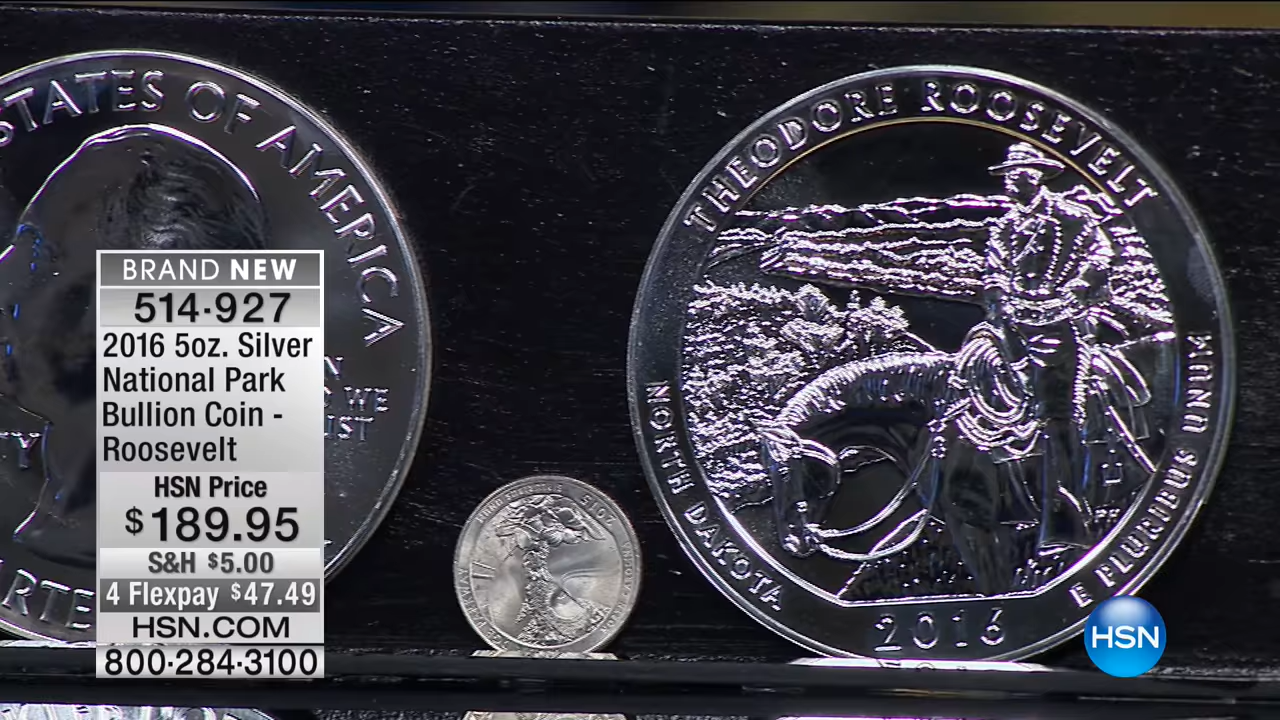 STATES OF AMERICA
WE
BRAND NEW
514-927
2016 5oz. Silver
National Park
Bullion Coin -
Roosevelt
HSN Price
$189.95
S&H $5.00
4 Flexpay $47.49
HSN.COM
800-284-3100
THEODORE ROOSEVELT
NORTH DAKOTA
2016
E PLURIBUS UNUM
HSN